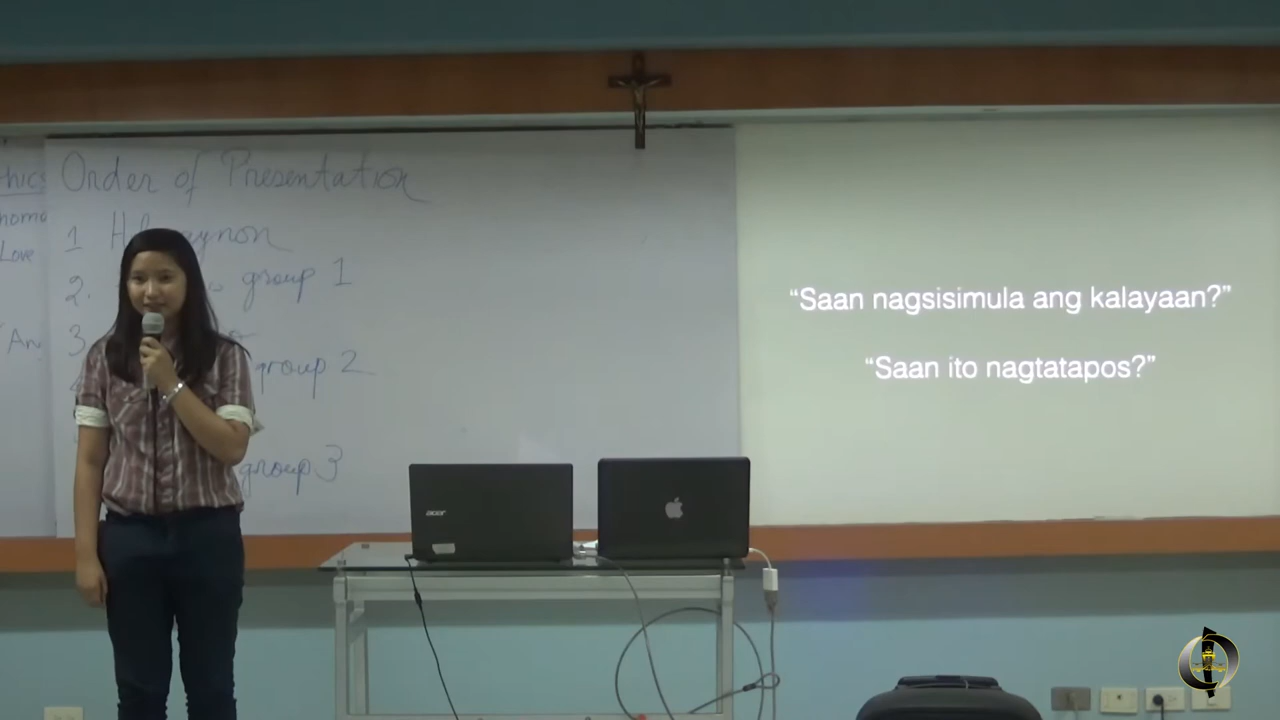 Order of Presentation
1
2. group 1
3
group 2
group 3
Love
“Saan nagsisimula ang kalayaan?”
“Saan ito nagtatapos?”
acer